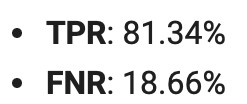 • TPR: 81.34%
• FNR: 18.66%